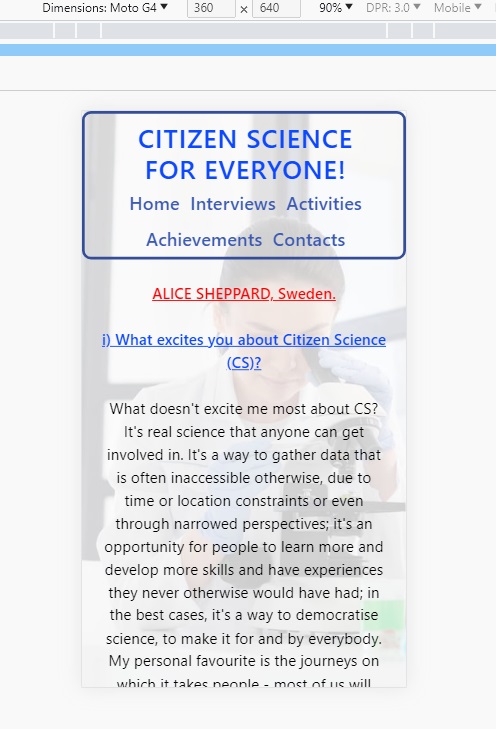 Dimensions: Moto G4 ▼ 360 × 640 90% ▼ DPR: 3.0 ▼ Mobile ▼
CITIZEN SCIENCE
FOR EVERYONE!
Home Interviews Activities
Achievements Contacts
ALICE SHEPPARD, Sweden.
i) What excites you about Citizen Science
(CS)?
What doesn't excite me most about CS?
It's real science that anyone can get
involved in. It's a way to gather data that
is often inaccessible otherwise, due to
time or location constraints or even
through narrowed perspectives; it's an
opportunity for people to learn more and
develop more skills and have experiences
they never otherwise would have had; in
the best cases, it's a way to democratise
science, to make it for and by everybody.
My personal favourite is the journeys on
which it takes people - most of us will